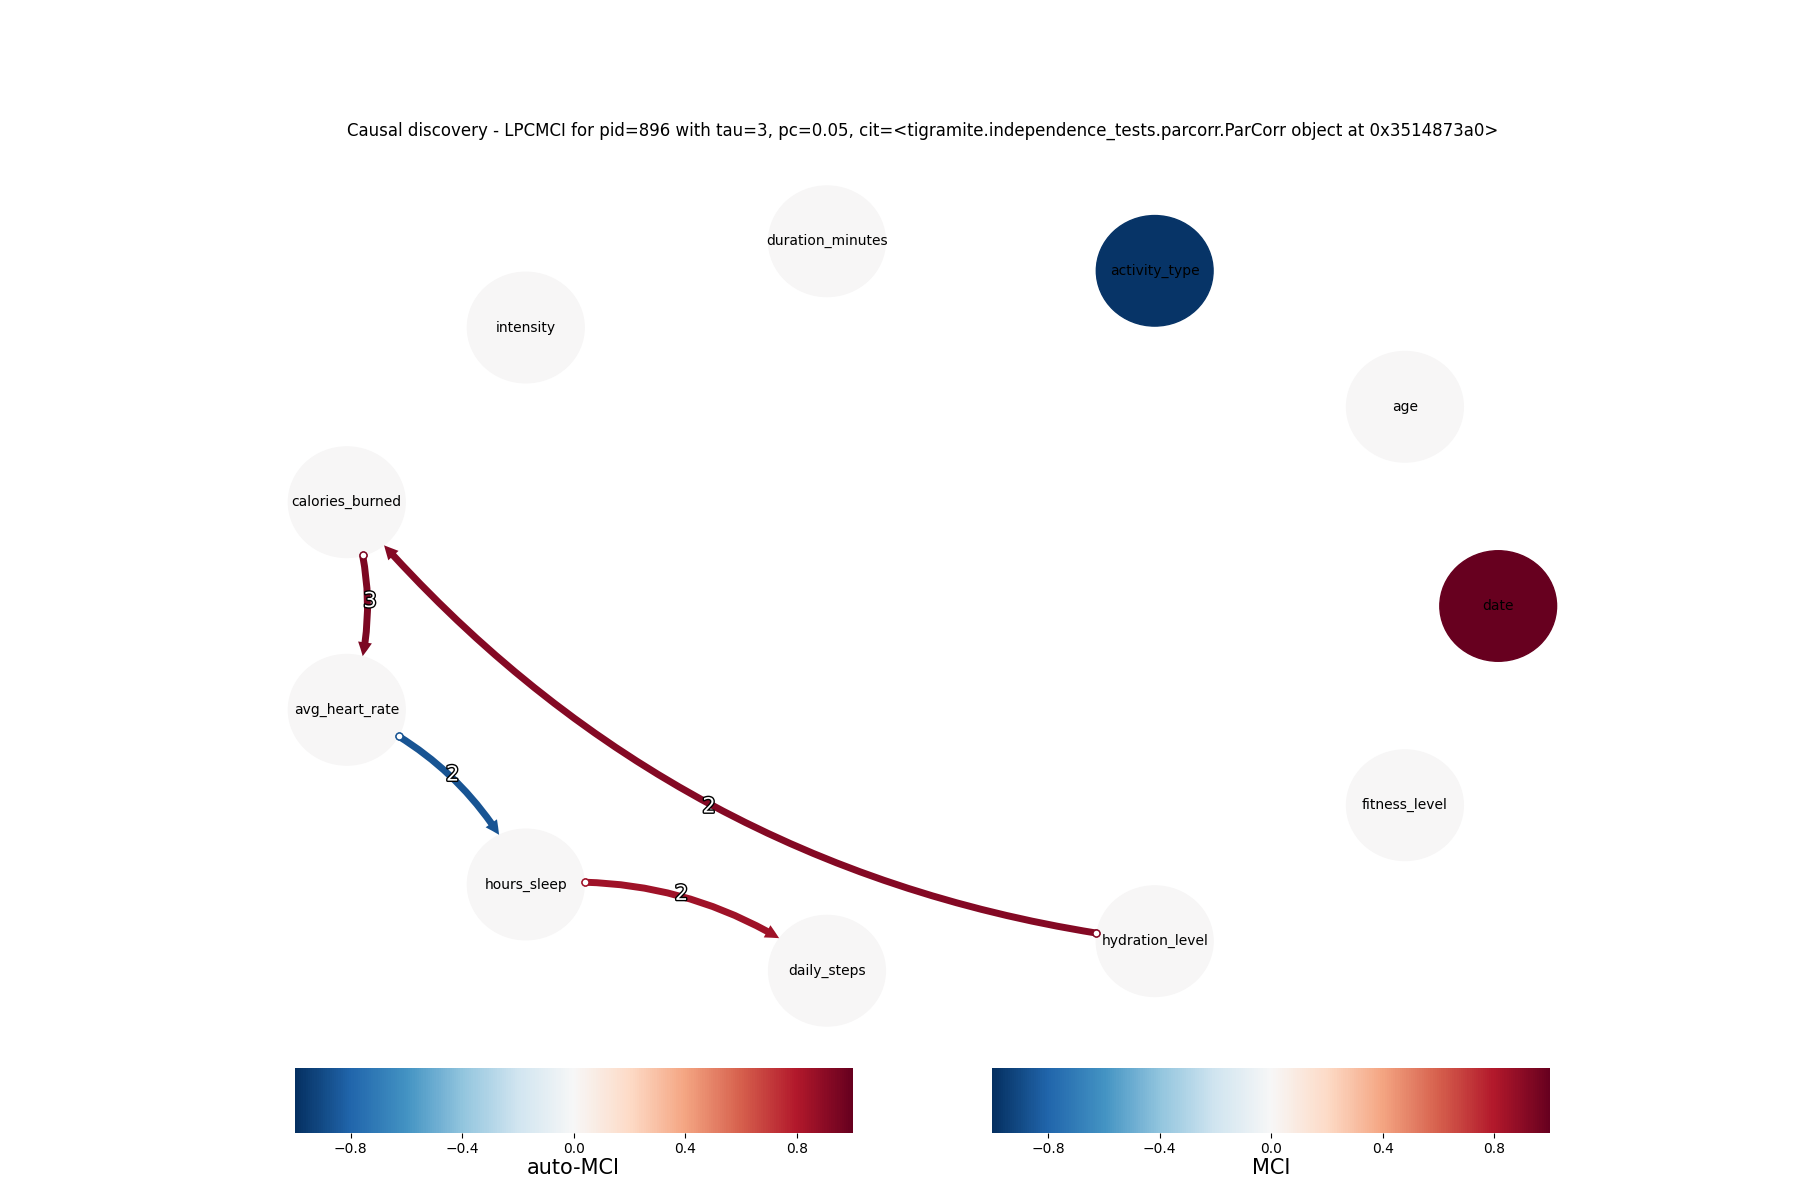 Causal discovery - LPCMCI for pid=896 with tau=3, pc=0.05, cit=<tigramite.independence_tests.parcorr.ParCorr object at 0x3514873a0>
duration_minutes
activity_type
intensity
age
calories_burned
3
date
avg_heart_rate
2
2
fitness_level
hours_sleep
2
hydration_level
daily_steps
−0.8 −0.4 0.0 0.4 0.8
auto-MCI
−0.8 −0.4 0.0 0.4 0.8
MCI